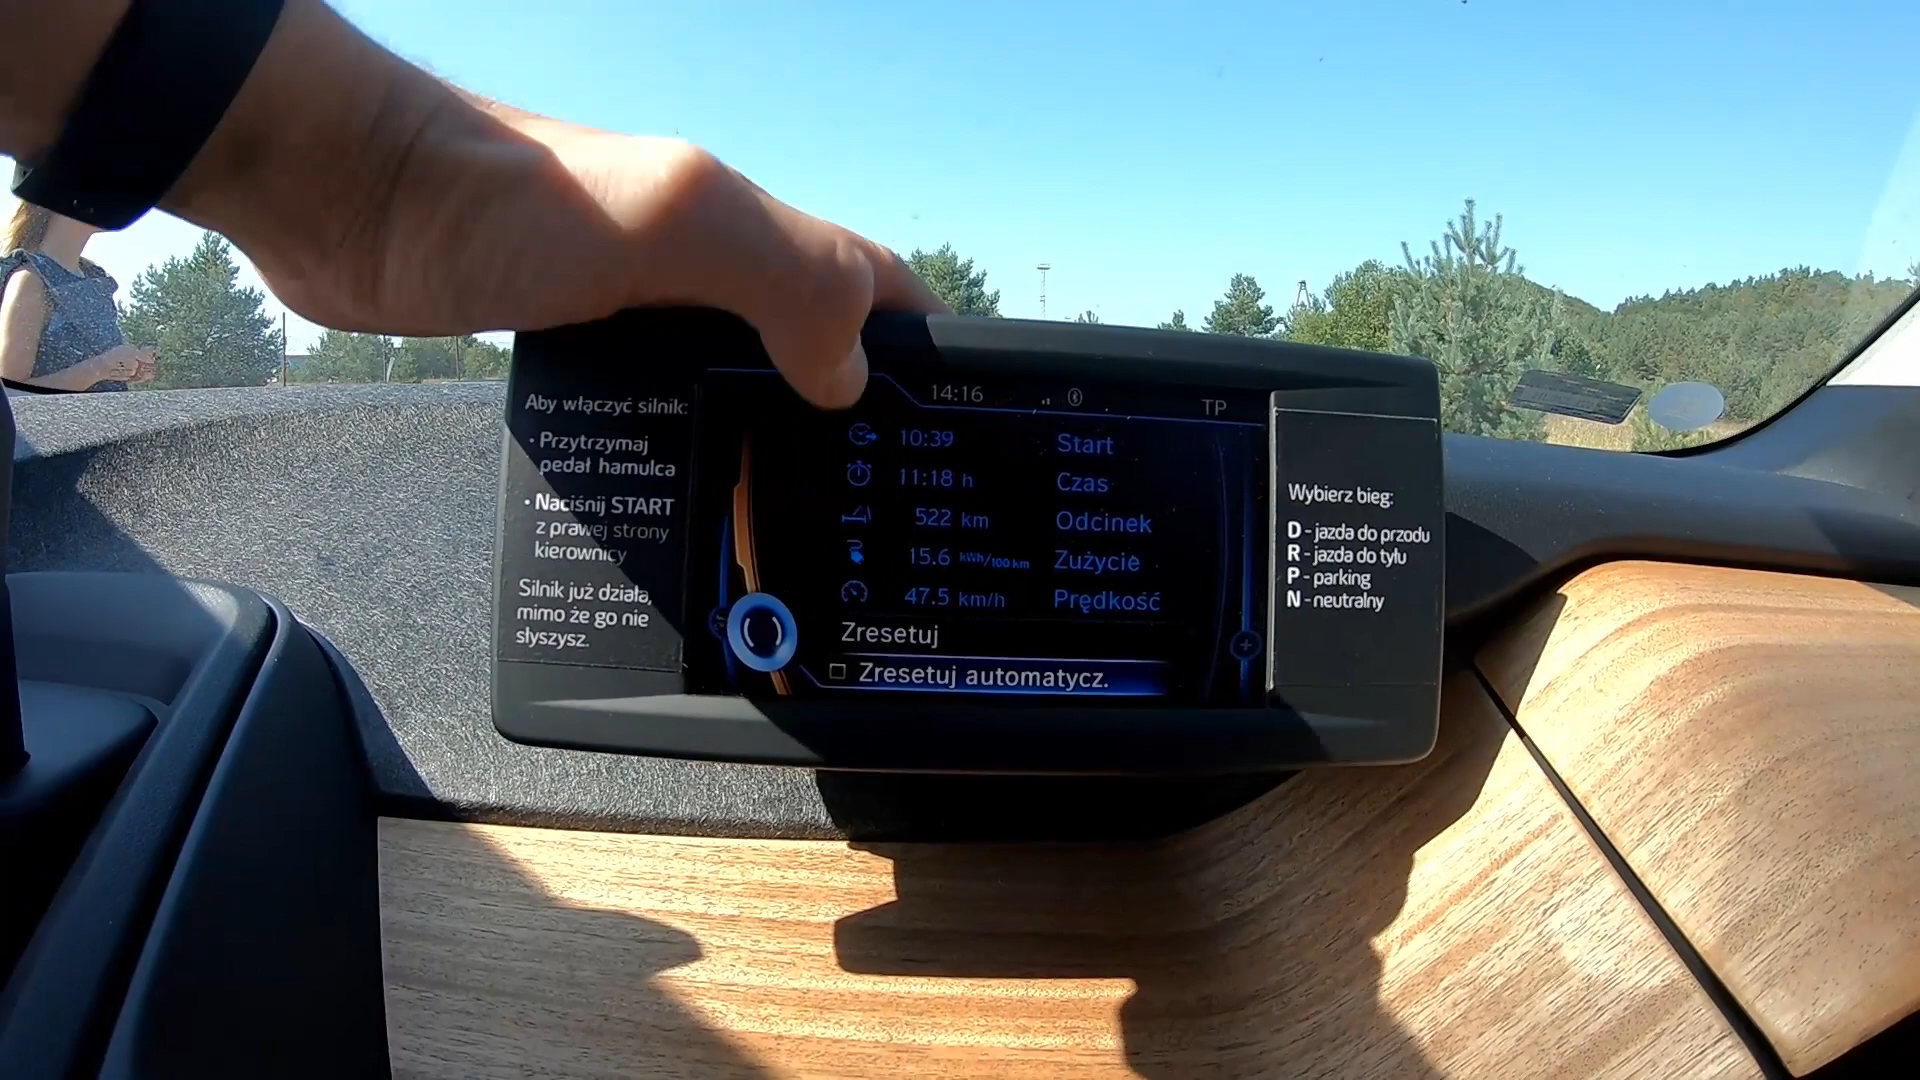 Aby włączyć silnik:
• Przytrzymaj
pedał hamulca
• Naciśnij START
z prawej strony
kierownicy
Silnik już działa,
mimo że go nie
słyszysz.
14:16
TP
10:39 Start
11:18 h Czas
522 km Odcinek
15.6 kWh/100 km Zużycie
47.5 km/h Prędkość
Zresetuj
Zresetuj automatycz.
Wybierz bieg:
D - jazda do przodu
R - jazda do tyłu
P - parking
N - neutralny